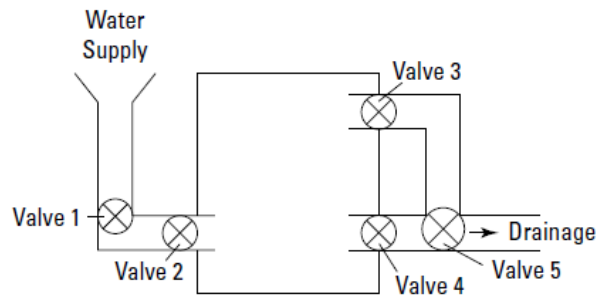 Water
Supply
Valve 3
Valve 1
Drainage
Valve 2
Valve 4
Valve 5